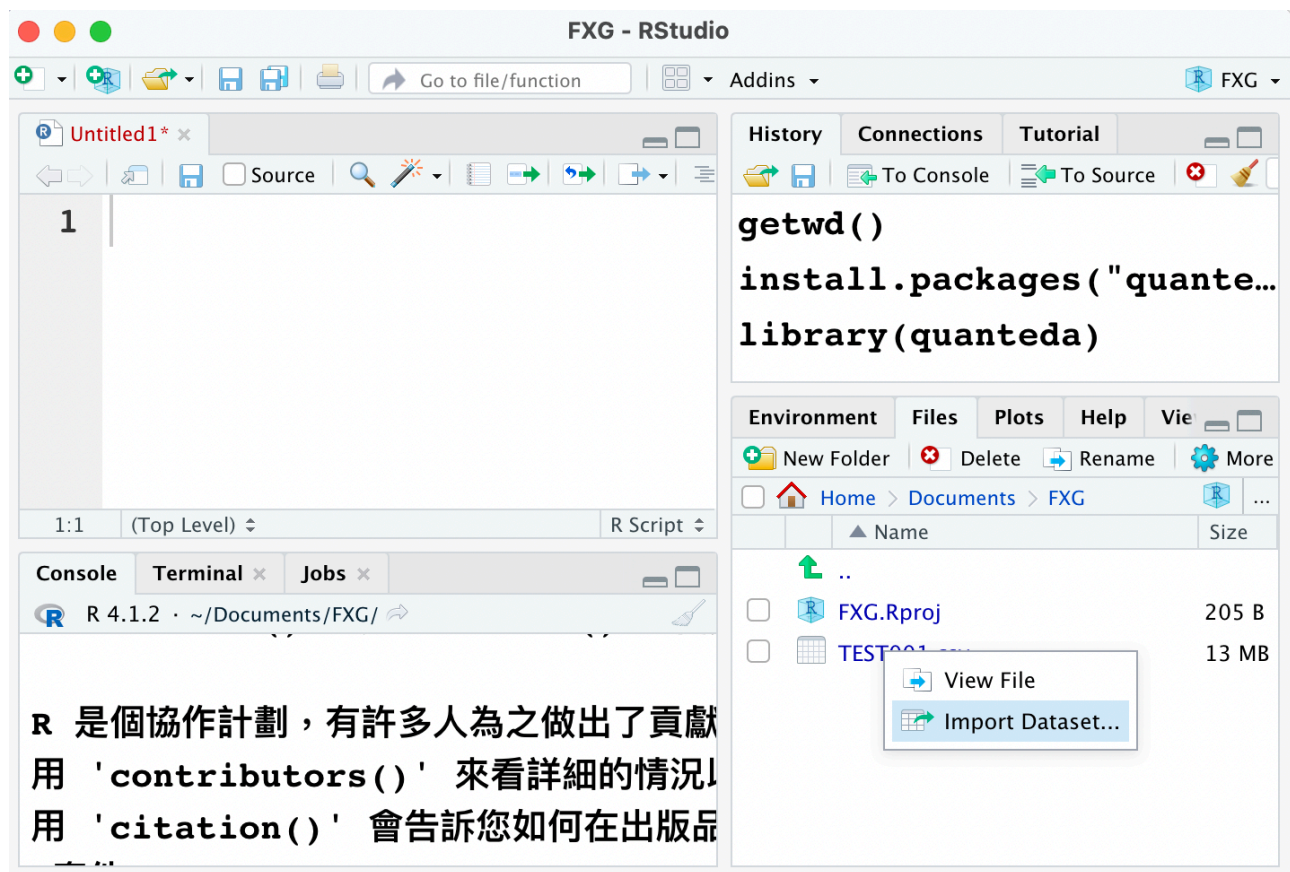 FXG - RStudio
Go to file/function
Addins
FXG
Untitled1*
Source
1
1:1
(Top Level)
R Script
Console
Terminal
Jobs
R 4.1.2 · ~/Documents/FXG/
R 是個協作計劃，有許多人為之做出了貢獻
用 'contributors()' 來看詳細的情況
用 'citation()' 會告訴您如何在出版品
History
Connections
Tutorial
To Console
To Source
getwd()
install.packages("quante…
library(quanteda)
Environment
Files
Plots
Help
Vie
New Folder
Delete
Rename
More
Home
Documents
FXG
...
Name
Size
..
FXG.Rproj
205 B
TEST001.csv
13 MB
View File
Import Dataset...